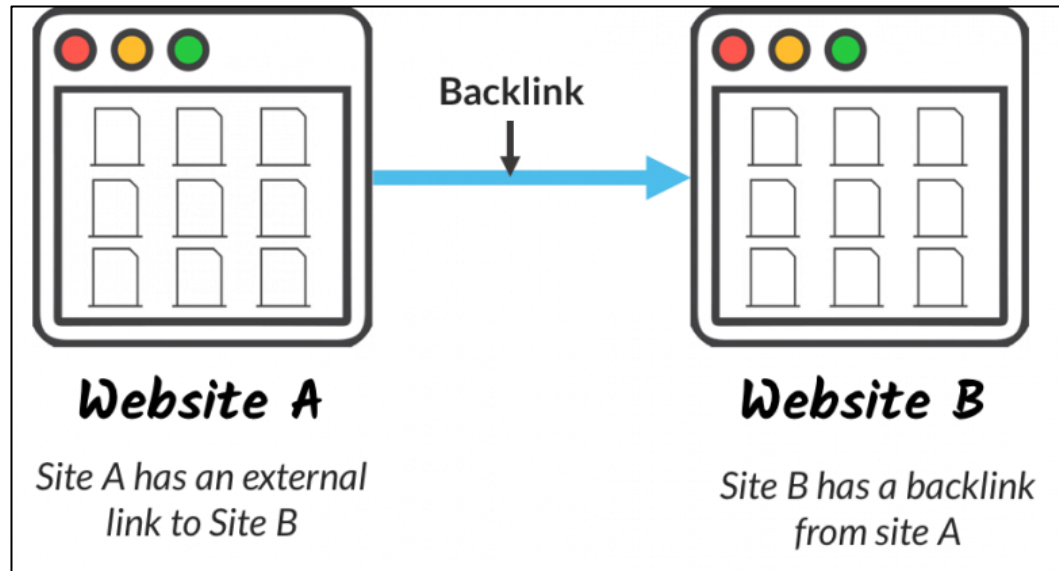 Backlink
Website A
Website B
Site A has an external
link to Site B
Site B has a backlink
from site A